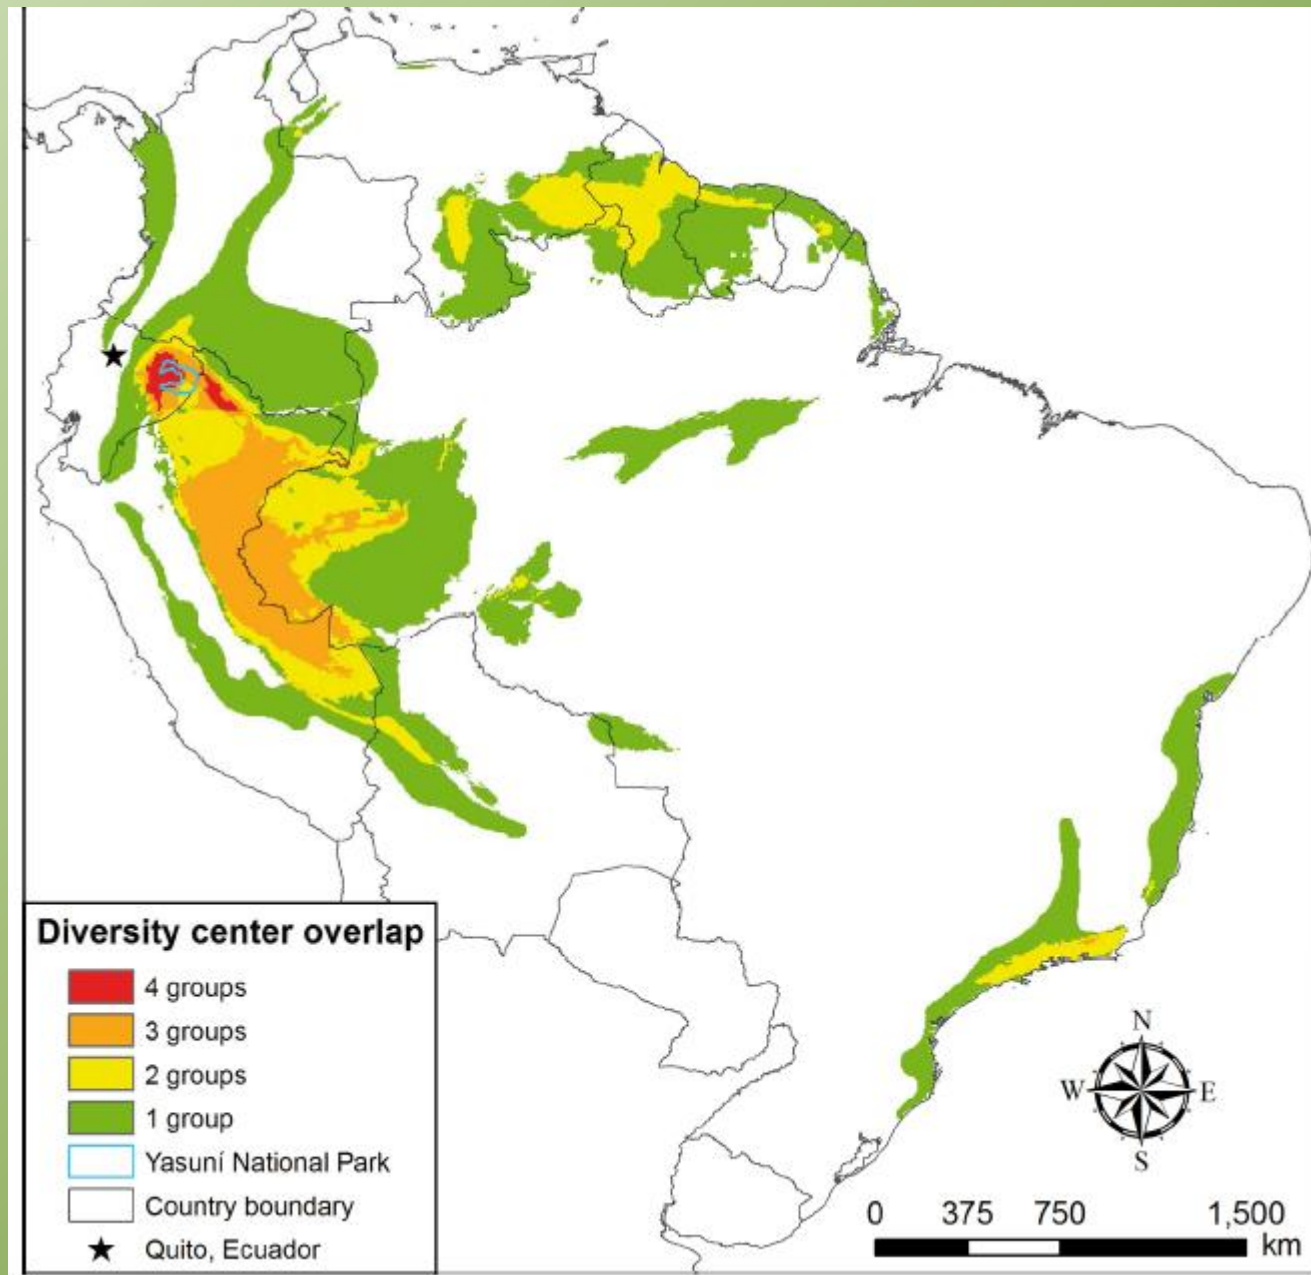 Diversity center overlap
4 groups
3 groups
2 groups
1 group
Yasuní National Park
Country boundary
Quito, Ecuador
N
W E
S
0 375 750 1,500
km